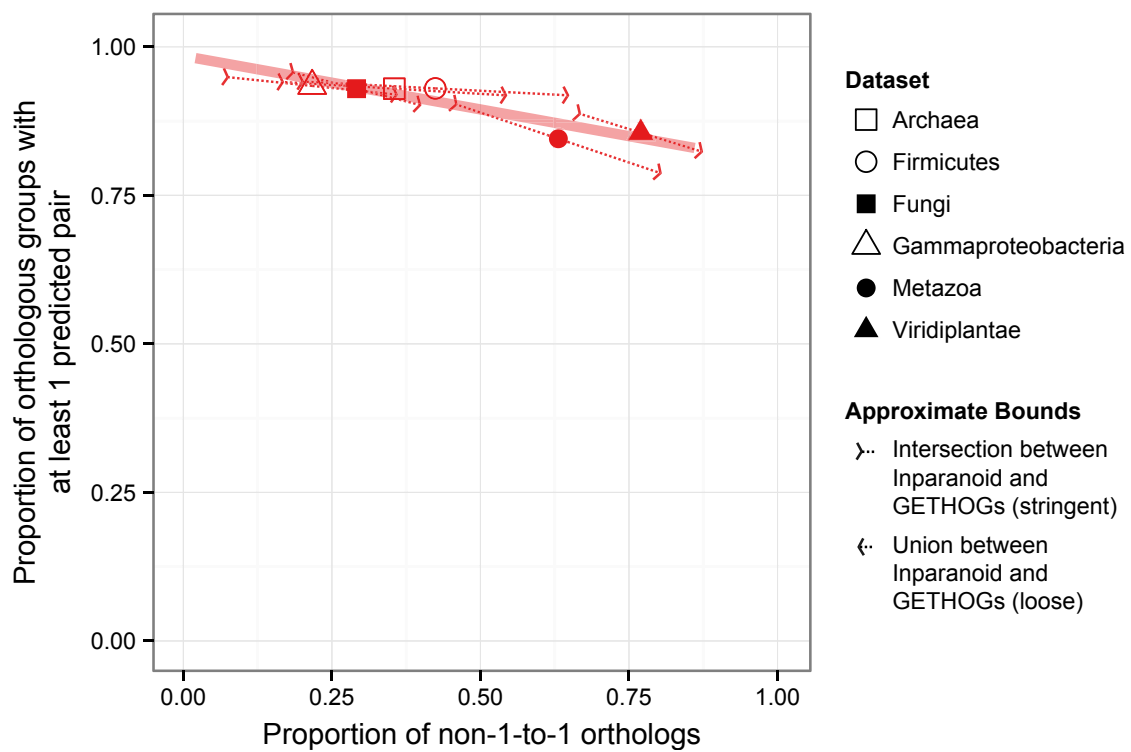 Proportion of orthologous groups with
at least 1 predicted pair
1.00
0.75
0.50
0.25
0.00
0.00
0.25
0.50
0.75
1.00
Proportion of non-1-to-1 orthologs
Dataset
Archaea
Firmicutes
Fungi
Gammaproteobacteria
Metazoa
Viridiplantae
Approximate Bounds
Intersection between
Inparanoid and
GETHOGs (stringent)
Union between
Inparanoid and
GETHOGs (loose)